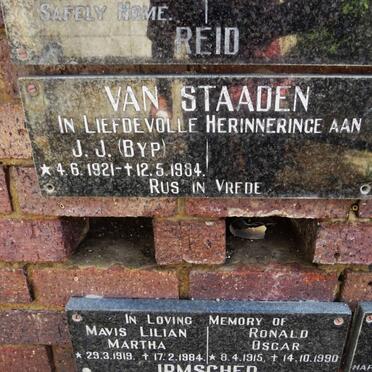 SAFELY HOME.
REID
VAN STAADEN
IN LIEFDEVOLLE HERINNERINGE AAN
J. J. (BYP)
★ 4.6.1921 - ✝ 12.5.1984.
RUS IN VREDE
IN LOVING MEMORY OF
MAVIS LILIAN
MARTHA
★ 29.3.1919. ✝ 17.2.1984.
RONALD
OSCAR
★ 8.4.1915. ✝ 14.10.1990
IRMSCHER